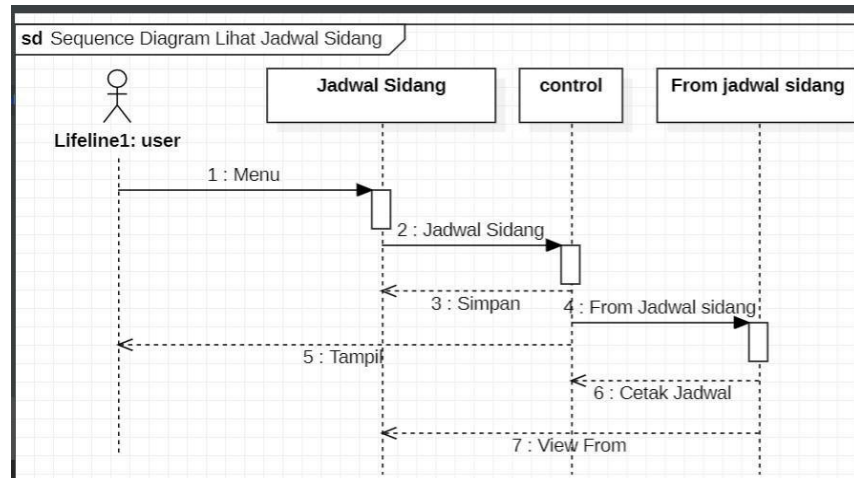 sd Sequence Diagram Lihat Jadwal Sidang
Lifeline1: user
Jadwal Sidang
control
From jadwal sidang
1 : Menu
2 : Jadwal Sidang
3 : Simpan
4 : From Jadwal sidang
5 : Tampil
6 : Cetak Jadwal
7 : View From